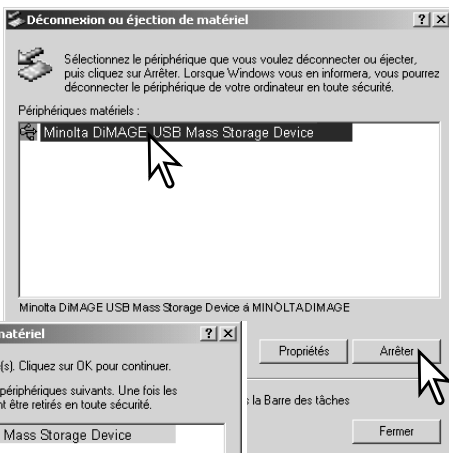 Déconnexion ou éjection de matériel
Sélectionnez le périphérique que vous voulez déconnecter ou éjecter,
puis cliquez sur Arrêter. Lorsque Windows vous en informera, vous pourrez
déconnecter le périphérique de votre ordinateur en toute sécurité.
Périphériques matériels :
Minolta DiMAGE USB Mass Storage Device
Minolta DiMAGE USB Mass Storage Device á MINOLTADIMAGE
Propriétés
Arrêter
la Barre des tâches
Fermer
matériel
(s). Cliquez sur OK pour continuer.
périphériques suivants. Une fois les
être retirés en toute sécurité.
Mass Storage Device